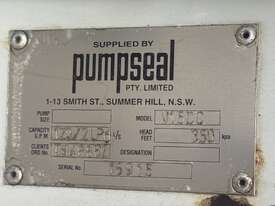 SUPPLIED BY
pumpseal
PTY. LIMITED
1-13 SMITH ST., SUMMER HILL, N.S.W.
PUMP SIZE MODEL
CAPACITY G.P.M. L/S HEAD FEET 350 kpa
CLIENTS ORD No. DESIGNATION
SERIAL No.